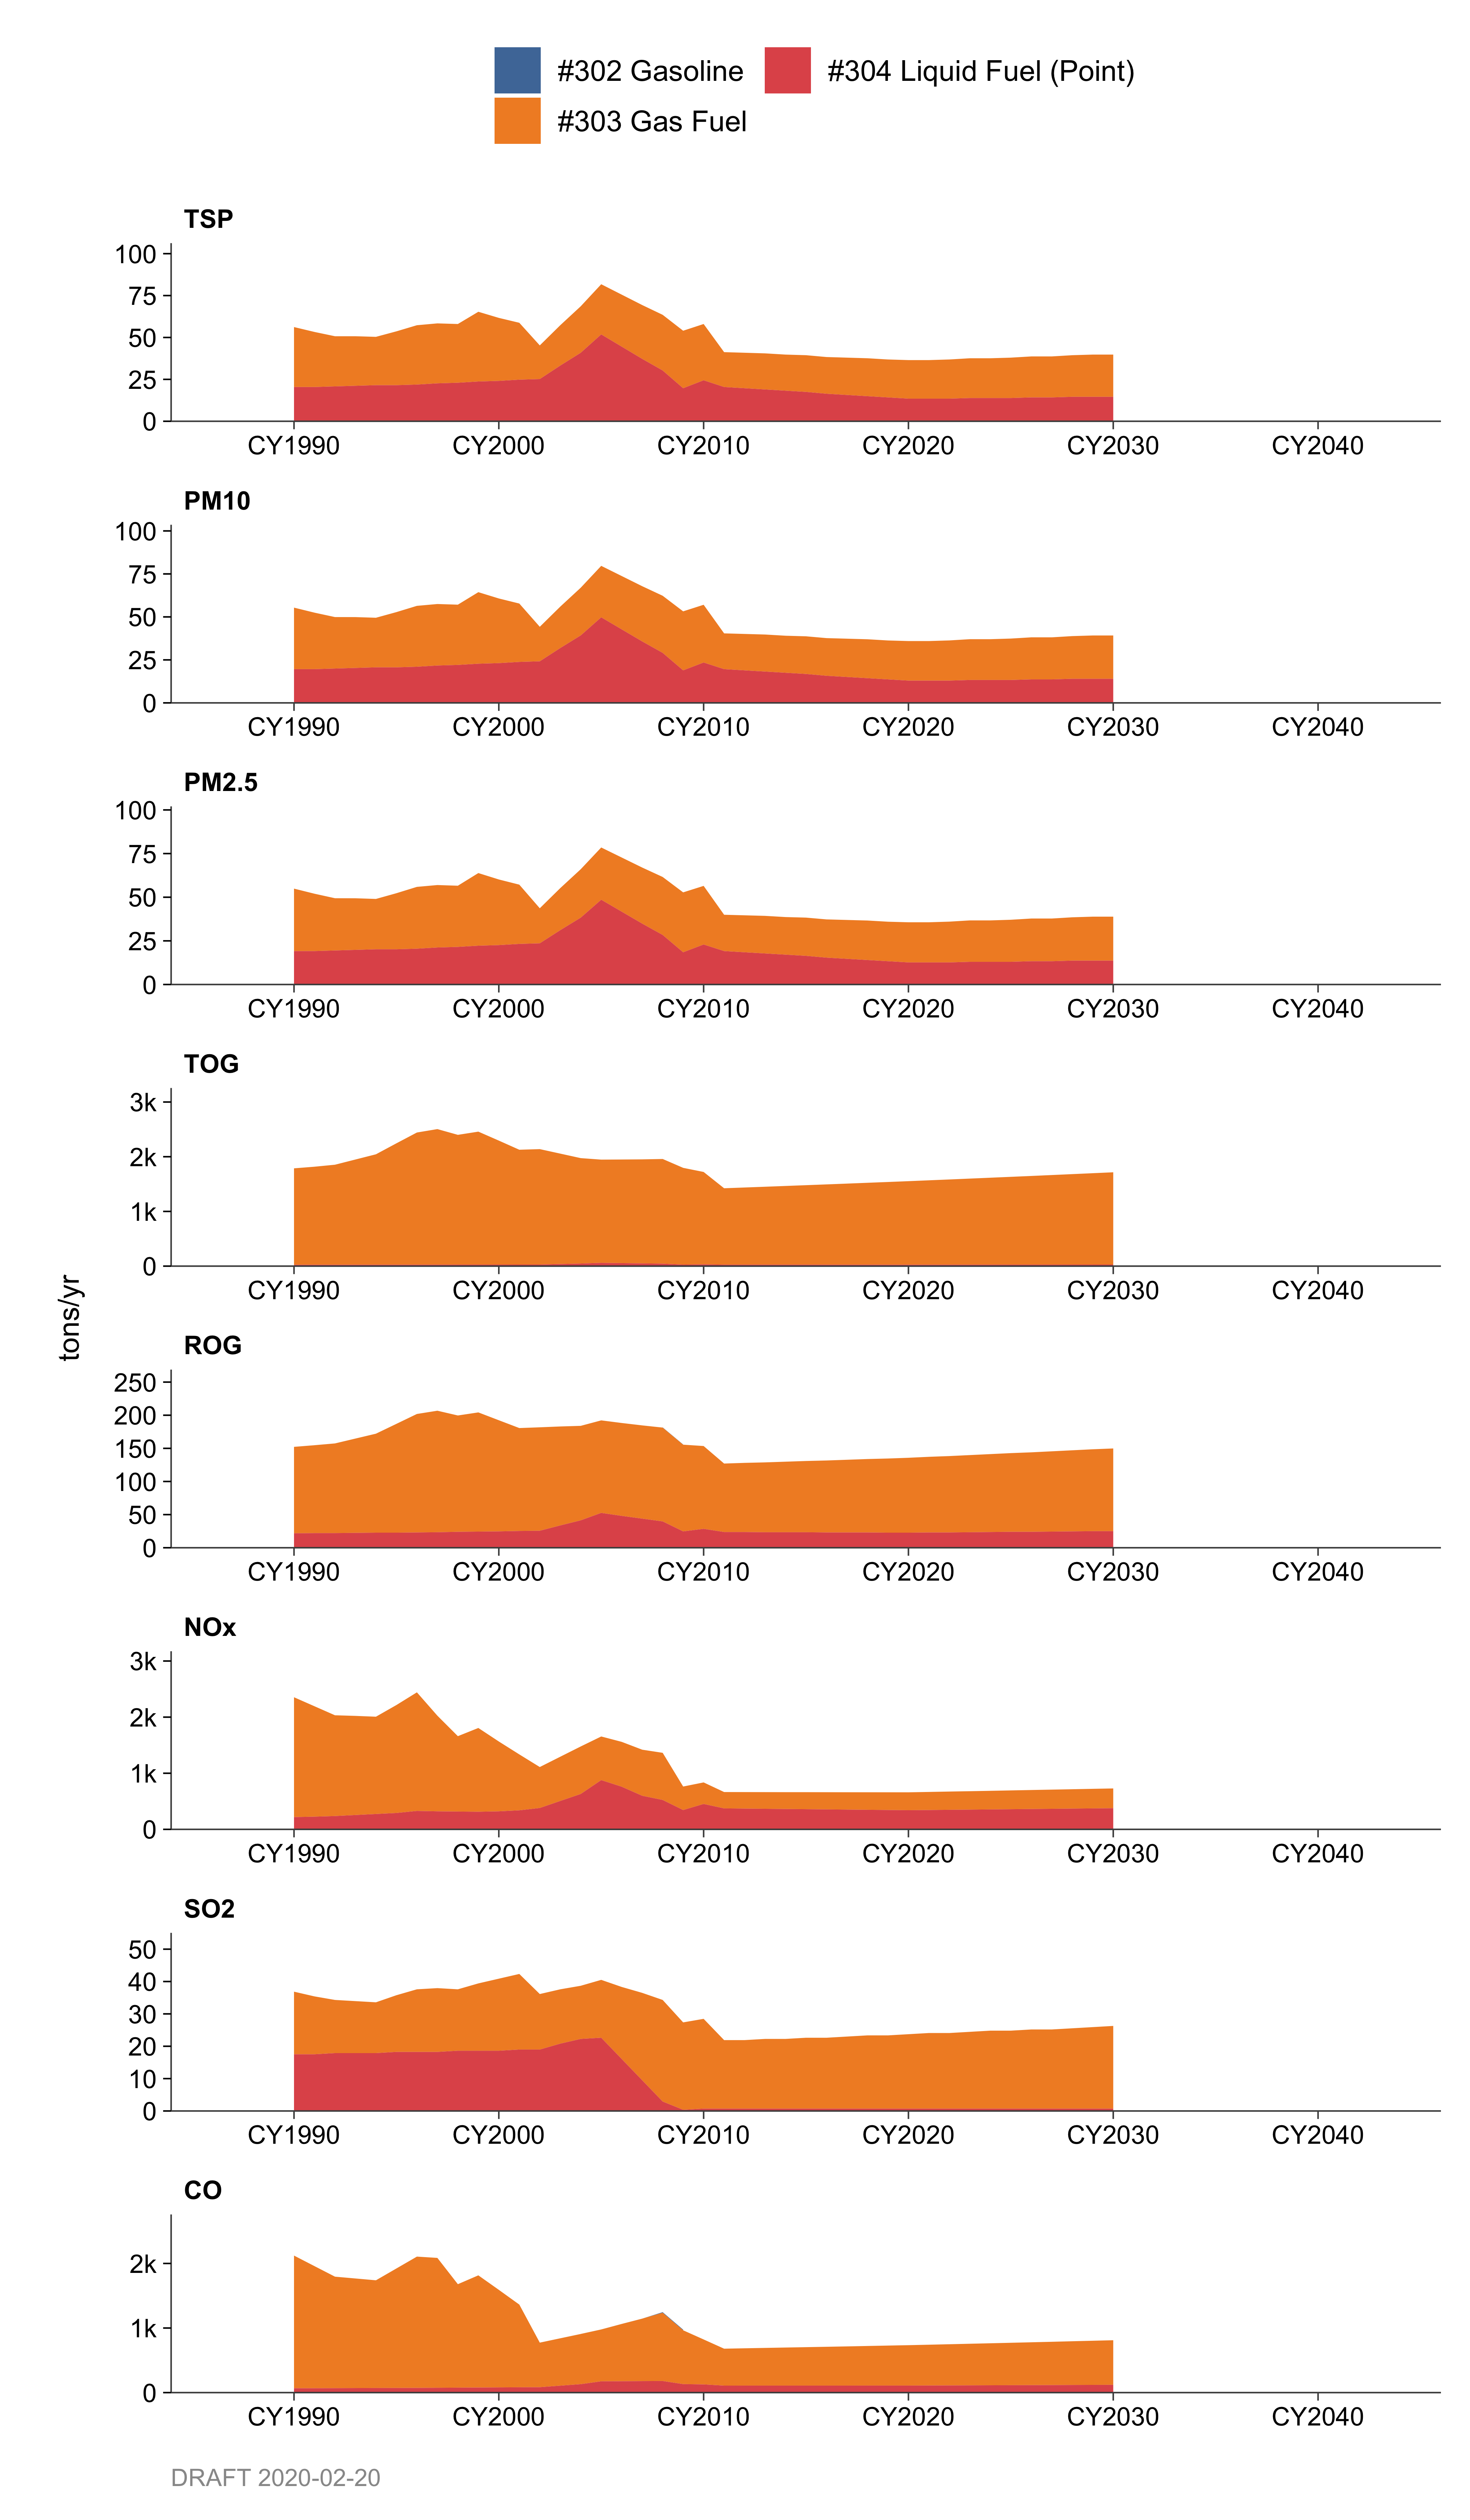 #302 Gasoline #304 Liquid Fuel (Point)
#303 Gas Fuel
TSP
100
75
50
25
0
CY1990 CY2000 CY2010 CY2020 CY2030 CY2040
PM10
100
75
50
25
0
CY1990 CY2000 CY2010 CY2020 CY2030 CY2040
PM2.5
100
75
50
25
0
CY1990 CY2000 CY2010 CY2020 CY2030 CY2040
TOG
3k
2k
1k
0
CY1990 CY2000 CY2010 CY2020 CY2030 CY2040
tons/yr
ROG
250
200
150
100
50
0
CY1990 CY2000 CY2010 CY2020 CY2030 CY2040
NOx
3k
2k
1k
0
CY1990 CY2000 CY2010 CY2020 CY2030 CY2040
SO2
50
40
30
20
10
0
CY1990 CY2000 CY2010 CY2020 CY2030 CY2040
CO
2k
1k
0
CY1990 CY2000 CY2010 CY2020 CY2030 CY2040
DRAFT 2020-02-20